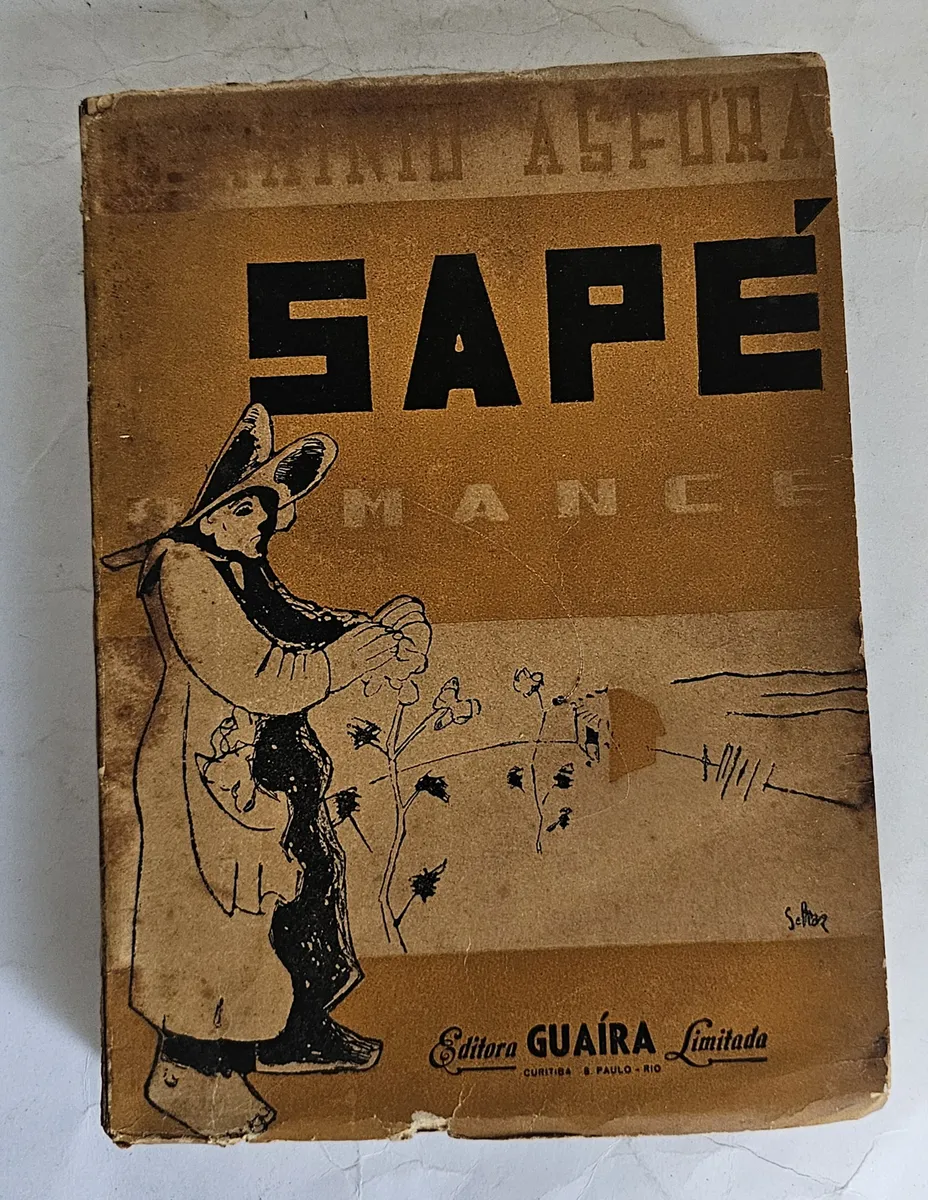 ASFORA
SAPÉ
ROMANCE
Editora GUAÍRA Limitada
CURITIBA S. PAULO - RIO